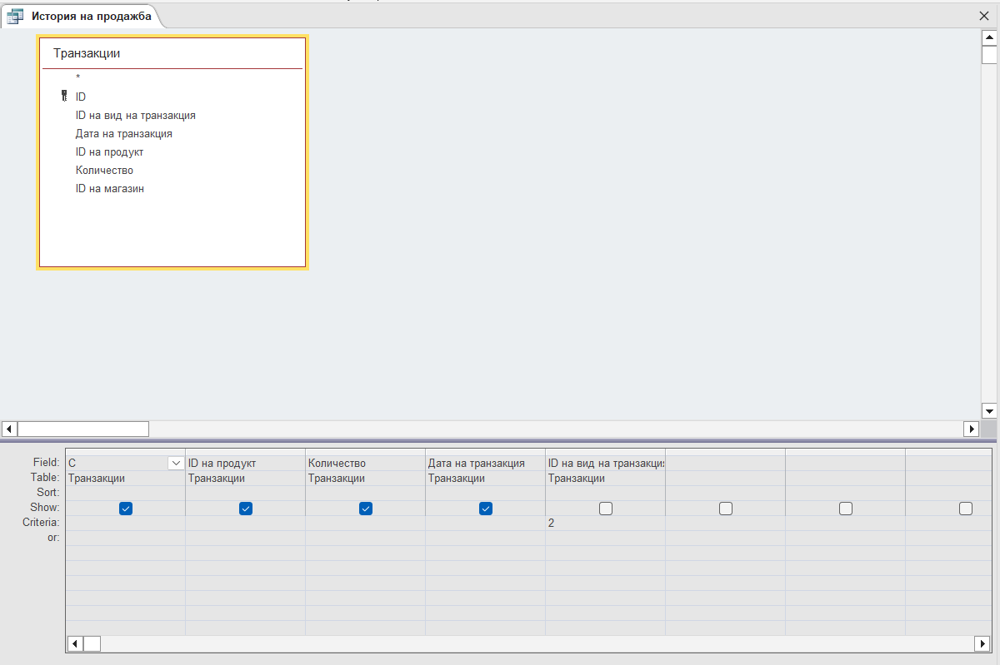 История на продажба
Транзакции
*
ID
ID на вид на транзакция
Дата на транзакция
ID на продукт
Количество
ID на магазин
Field: C ID на продукт Количество Дата на транзакция ID на вид на транзакция
Table: Транзакции Транзакции Транзакции Транзакции Транзакции
Sort:
Show:
Criteria: 2
or: